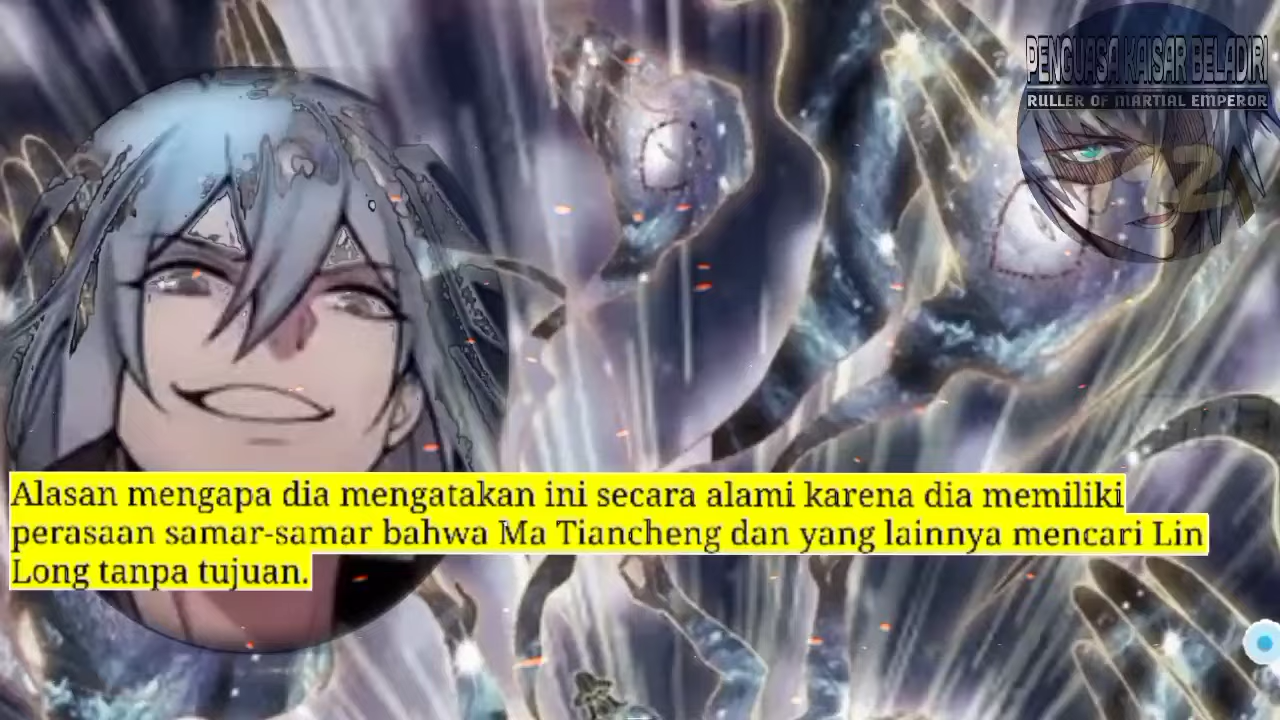 PENGUASA KAISAR BELADIRI
RULLER OF MARTIAL EMPEROR
Alasan mengapa dia mengatakan ini secara alami karena dia memiliki
perasaan samar-samar bahwa Ma Tiancheng dan yang lainnya mencari Lin
Long tanpa tujuan.